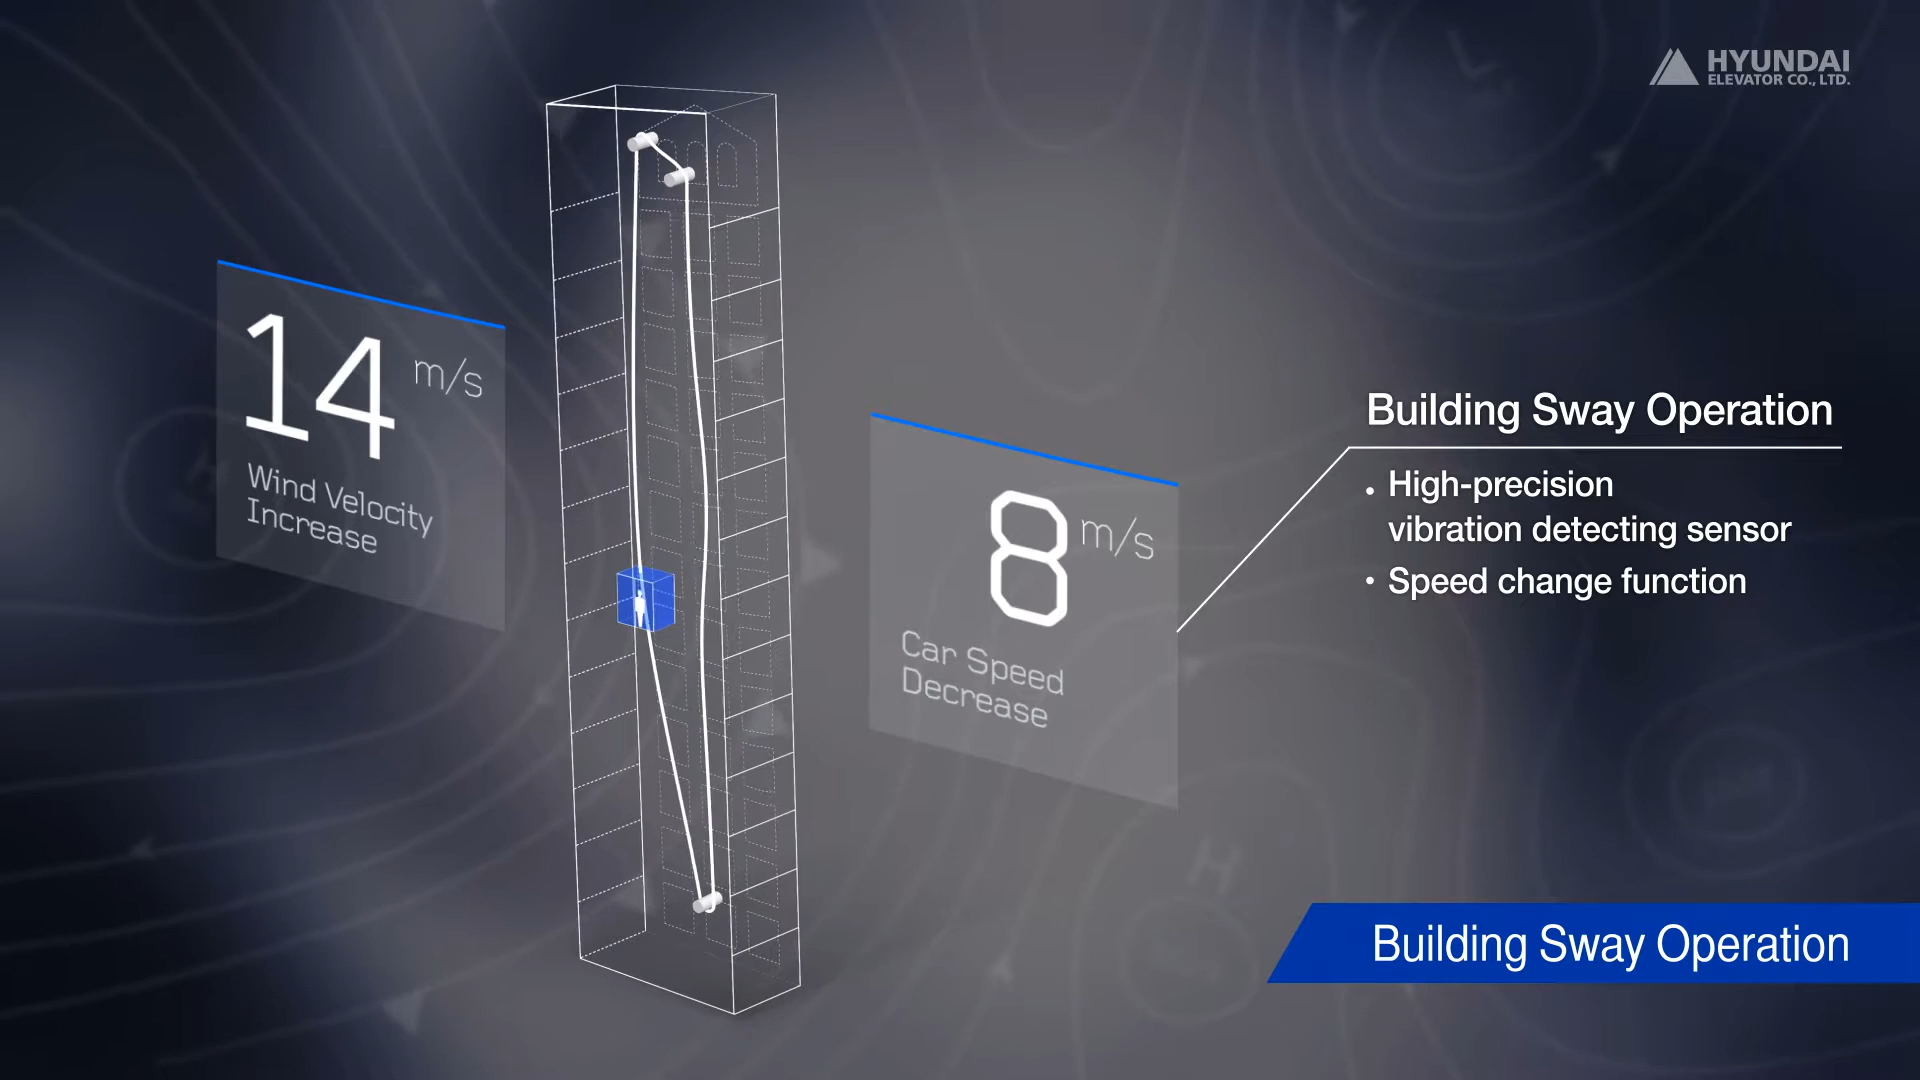 HYUNDAI
ELEVATOR CO., LTD.
14 m/s
Wind Velocity
Increase
8 m/s
Car Speed
Decrease
Building Sway Operation
• High-precision
vibration detecting sensor
• Speed change function
H
Building Sway Operation